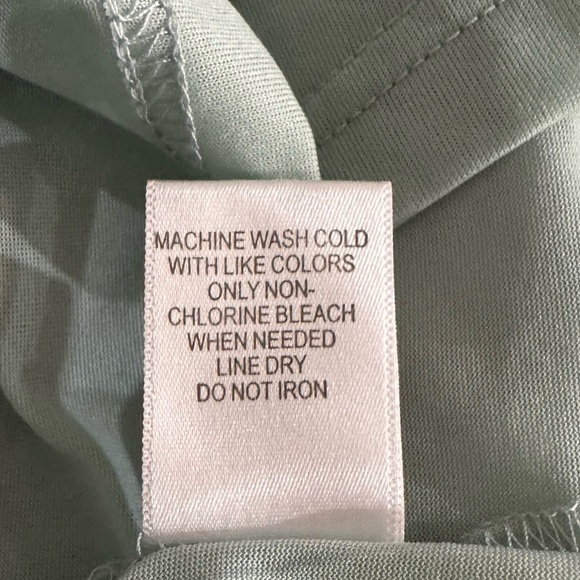 MACHINE WASH COLD
WITH LIKE COLORS
ONLY NON-
CHLORINE BLEACH
WHEN NEEDED
LINE DRY
DO NOT IRON